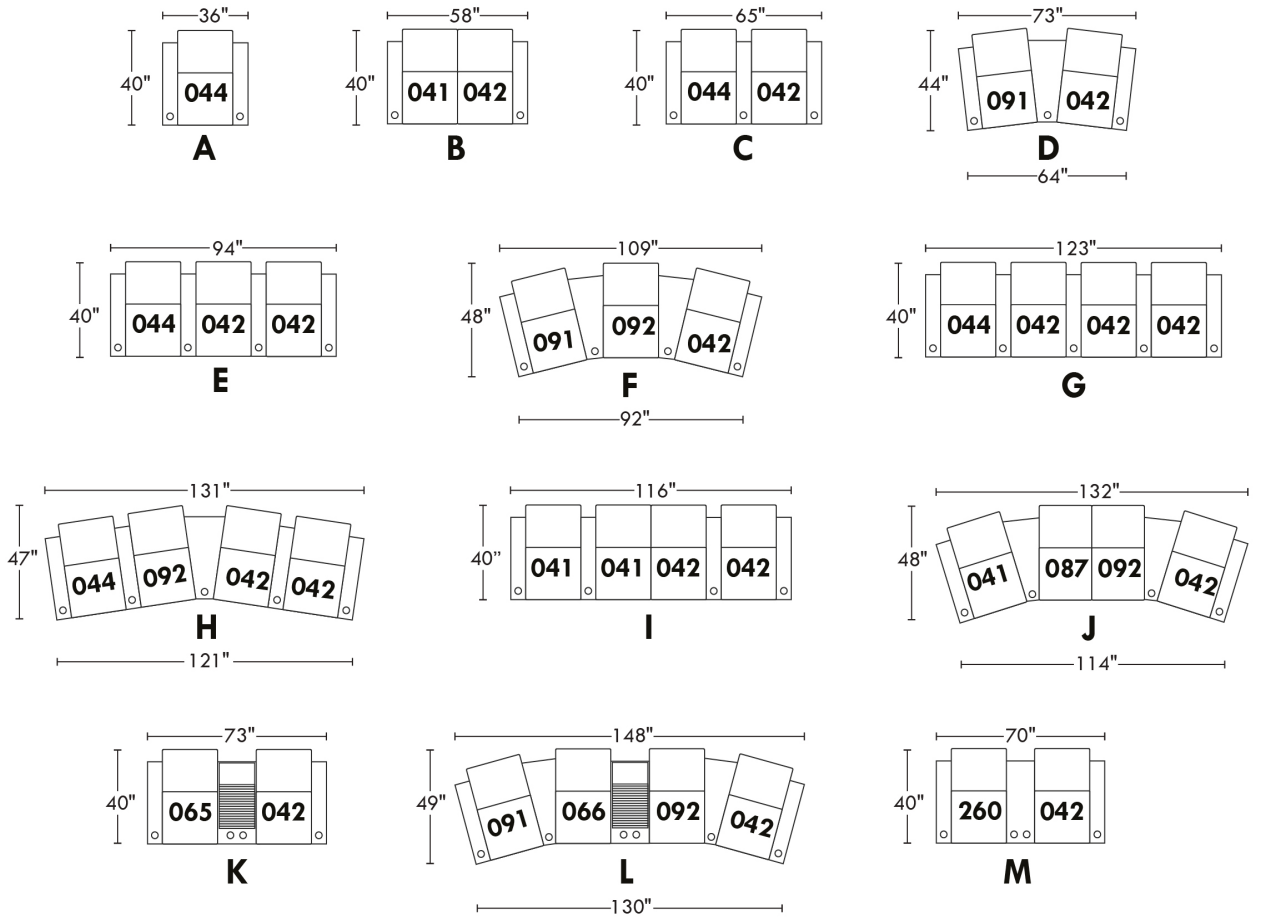 36" 58" 65" 73"
40" 044 40" 041 042 40" 044 042 44" 091 042
A B C D
64"
94" 109" 123"
40" 044 042 042 48" 091 092 042 40" 044 042 042 042
E F G
92"
131" 116" 132"
47" 044 092 042 042 40” 041 041 042 042 48" 041 087 092 042
H I J
121" 114"
73" 148" 70"
40" 065 042 49" 091 066 092 042 40" 260 042
K L M
130"